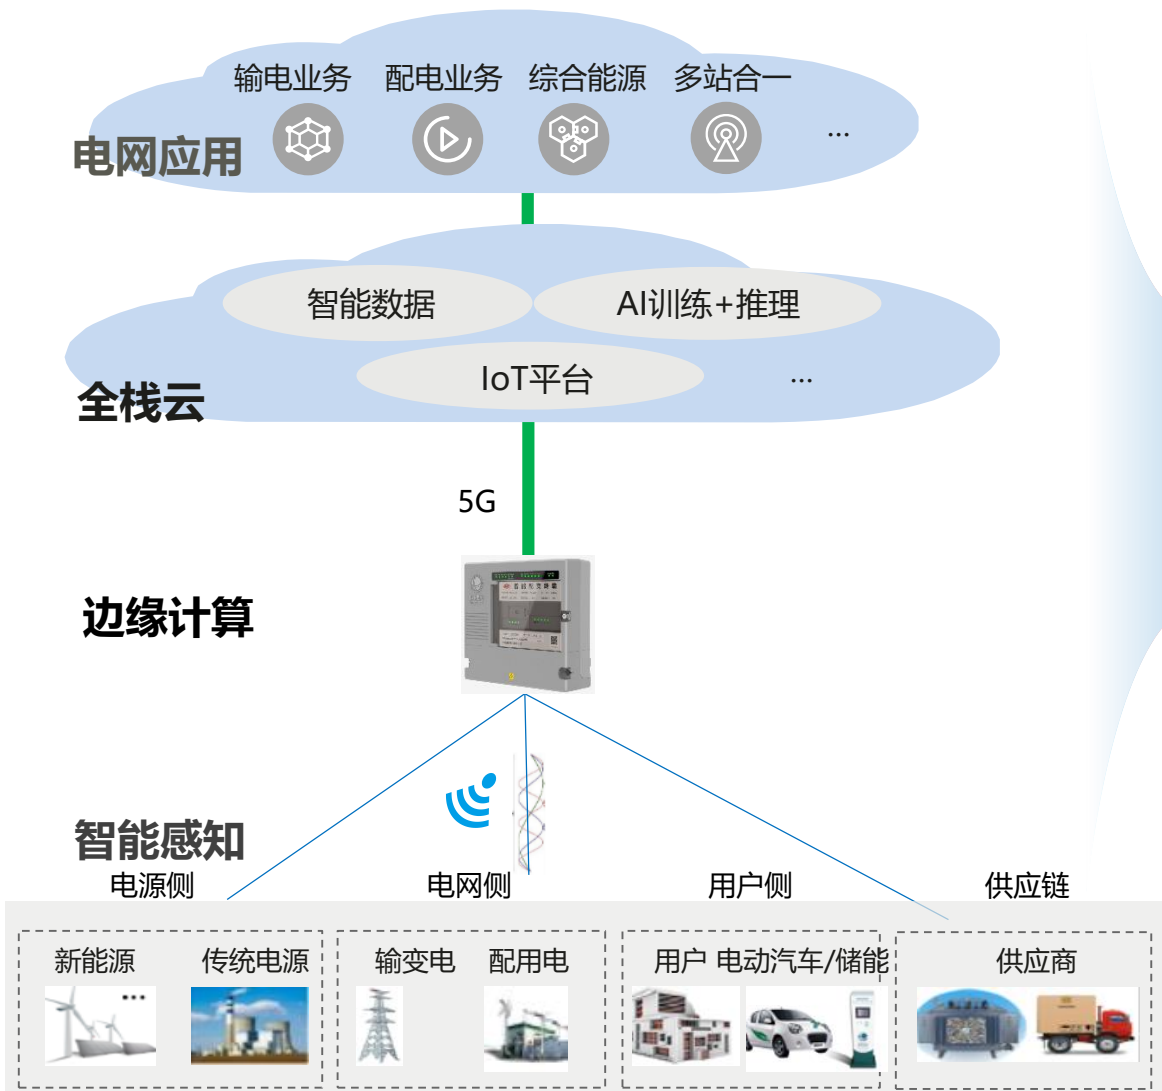 输电业务 配电业务 综合能源 多站合一
...
电网应用
智能数据 AI训练+推理
IoT平台 ...
全栈云
5G
边缘计算
智能感知
电源侧 电网侧 用户侧 供应链
新能源 传统电源 输变电 配用电 用户 电动汽车/储能 供应商
...